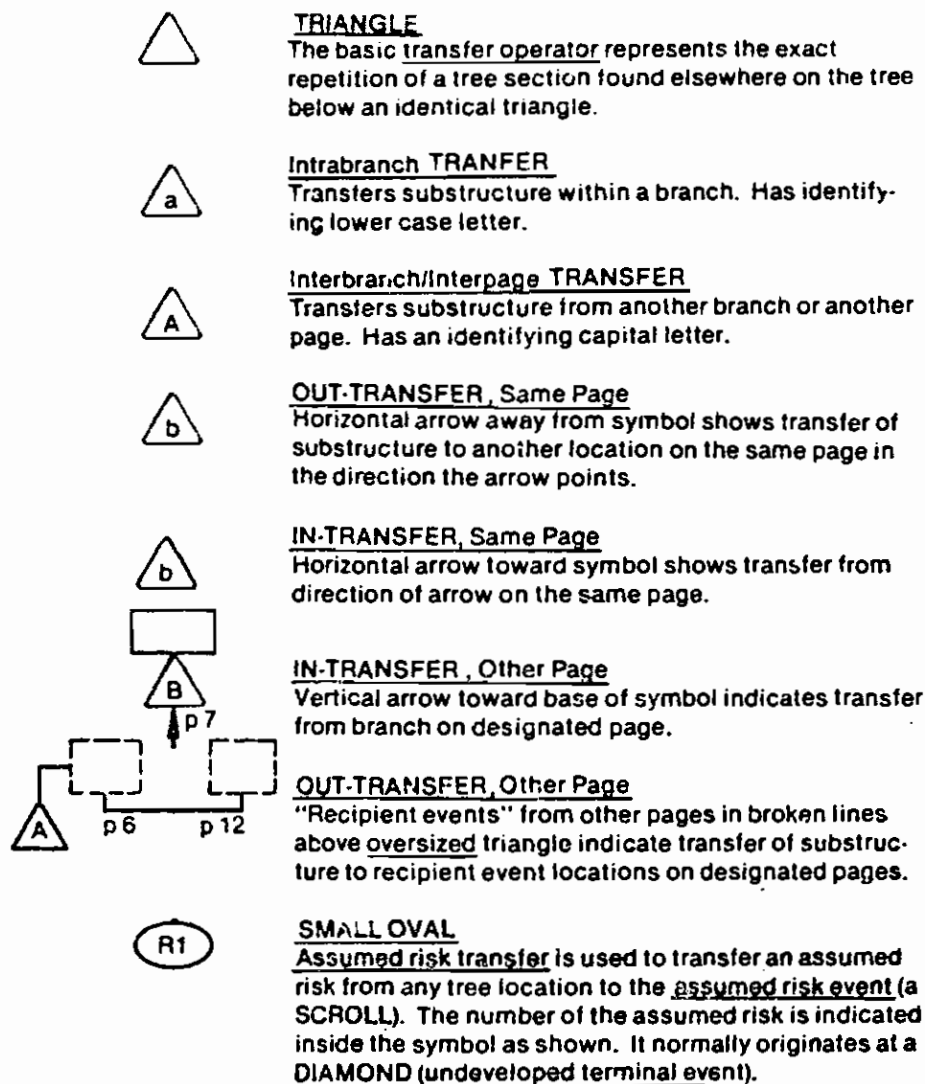 TRIANGLE
The basic transfer operator represents the exact
repetition of a tree section found elsewhere on the tree
below an identical triangle.
a
Intrabranch TRANFER
Transfers substructure within a branch. Has identify-
ing lower case letter.
A
Interbranch/Interpage TRANSFER
Transfers substructure from another branch or another
page. Has an identifying capital letter.
b
OUT-TRANSFER, Same Page
Horizontal arrow away from symbol shows transfer of
substructure to another location on the same page in
the direction the arrow points.
b
IN-TRANSFER, Same Page
Horizontal arrow toward symbol shows transfer from
direction of arrow on the same page.
B
p 7
IN-TRANSFER, Other Page
Vertical arrow toward base of symbol indicates transfer
from branch on designated page.
A
p 6 p 12
OUT-TRANSFER, Other Page
"Recipient events" from other pages in broken lines
above oversized triangle indicate transfer of substruc-
ture to recipient event locations on designated pages.
R1
SMALL OVAL
Assumed risk transfer is used to transfer an assumed
risk from any tree location to the assumed risk event (a
SCROLL). The number of the assumed risk is indicated
inside the symbol as shown. It normally originates at a
DIAMOND (undeveloped terminal event).